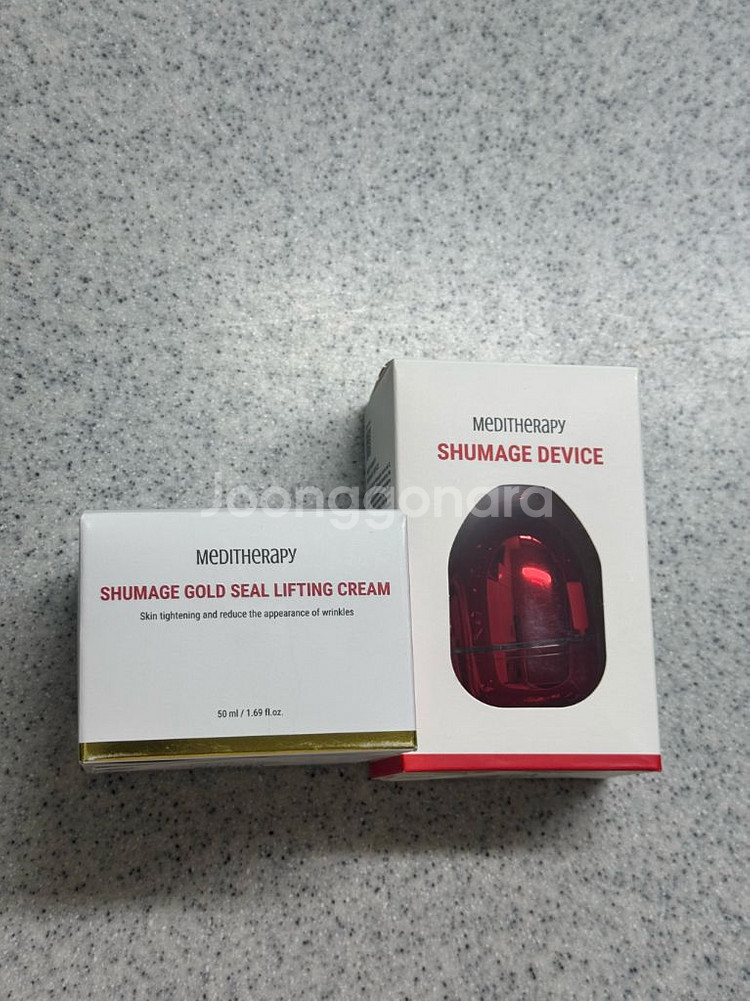 MEDITHERAPY
SHUMAGE DEVICE
Joonggonara
MEDITHERAPY
SHUMAGE GOLD SEAL LIFTING CREAM
Skin tightening and reduce the appearance of wrinkles
50 ml / 1.69 fl.oz.